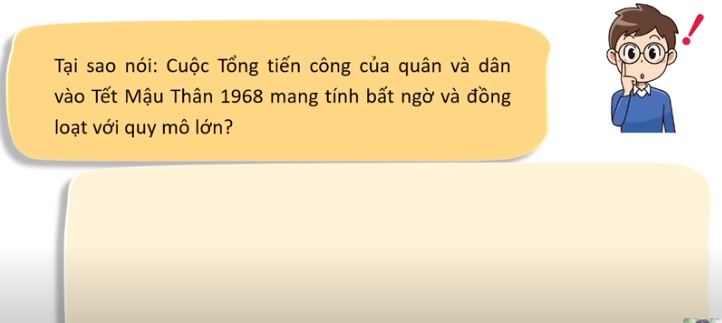 Tại sao nói: Cuộc Tổng tiến công của quân và dân
vào Tết Mậu Thân 1968 mang tính bất ngờ và đồng
loạt với quy mô lớn?